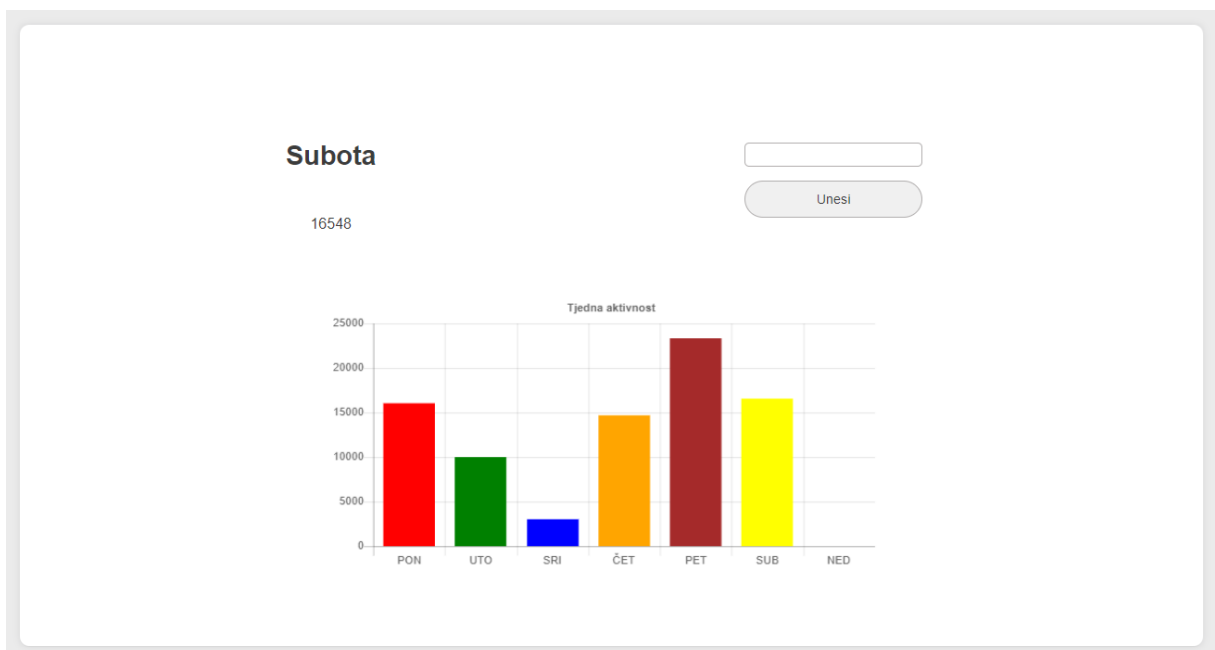 Subota
Unesi
16548
Tjedna aktivnost
25000
20000
15000
10000
5000
0
PON UTO SRI ČET PET SUB NED